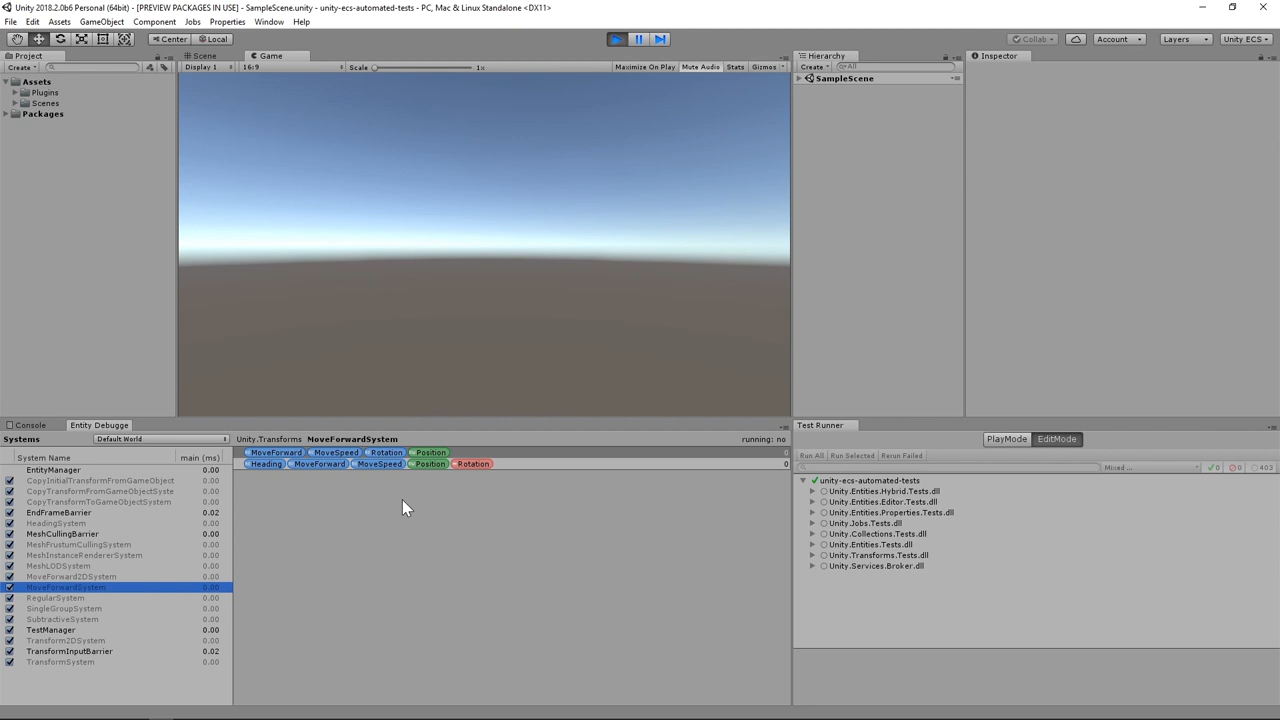 Unity 2018.2.0b6 Personal (64bit) - [PREVIEW PACKAGES IN USE] - SampleScene.unity - unity-ecs-automated-tests - PC, Mac & Linux Standalone <DX11>
File Edit Assets GameObject Component Jobs Properties Window Help
Center Local Collab Account Layers Unity ECS
Project Scene Game Hierarchy Inspector
Create Display 1 16:9 Scale 1x Maximize On Play Mute Audio Stats Gizmos Create All
Assets SampleScene
Plugins
Scenes
Packages
Console Entity Debugge Test Runner
Systems Default World Unity.Transforms MoveForwardSystem running: no PlayMode EditMode
System Name main (ms) MoveForward MoveSpeed Rotation Position 0 Run All Run Selected Rerun Failed
Heading MoveForward MoveSpeed Position Rotation 0 Mixed ... 0 0 403
EntityManager 0.00
CopyInitialTransformFromGameObject 0.00 unity-ecs-automated-tests
CopyTransformFromGameObjectSyste 0.00 Unity.Entities.Hybrid.Tests.dll
CopyTransformToGameObjectSystem 0.00 Unity.Entities.Editor.Tests.dll
EndFrameBarrier 0.02 Unity.Entities.Properties.Tests.dll
HeadingSystem 0.00 Unity.Jobs.Tests.dll
MeshCullingBarrier 0.00 Unity.Collections.Tests.dll
MeshFrustumCullingSystem 0.00 Unity.Entities.Tests.dll
MeshInstanceRendererSystem 0.00 Unity.Transforms.Tests.dll
MeshLODSystem 0.00 Unity.Services.Broker.dll
MoveForward2DSystem 0.00
MoveForwardSystem 0.00
RegularSystem 0.00
SingleGroupSystem 0.00
SubtractiveSystem 0.00
TestManager 0.00
Transform2DSystem 0.00
TransformInputBarrier 0.02
TransformSystem 0.00